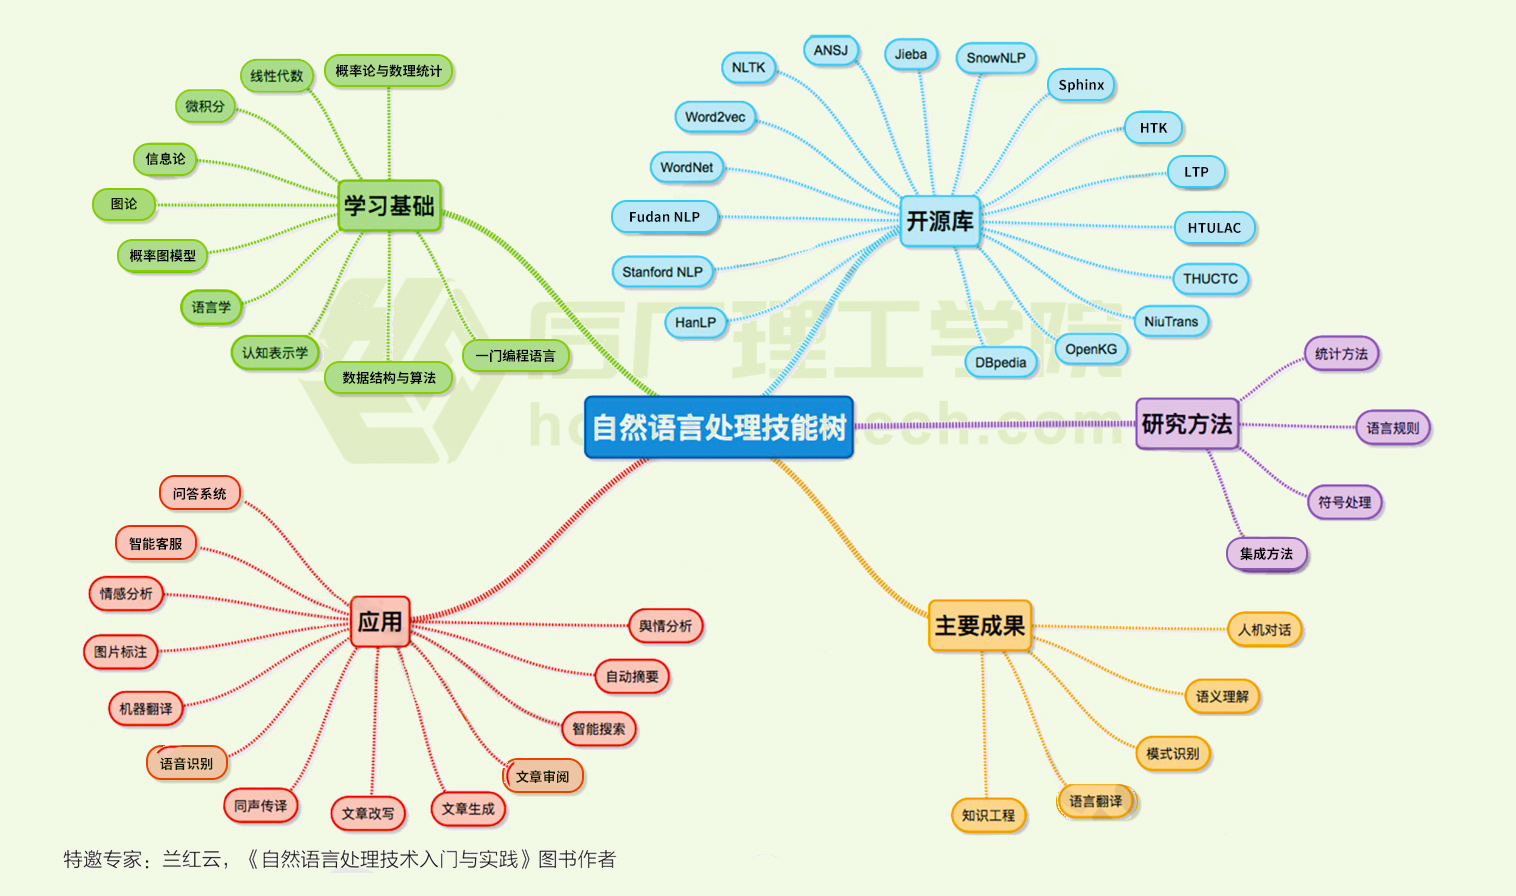 概率论与数理统计
线性代数
微积分
信息论
图论
概率图模型
语言学
认知表示学
数据结构与算法
一门编程语言
学习基础
ANSJ
Jieba
SnowNLP
NLTK
Sphinx
Word2vec
HTK
WordNet
LTP
Fudan NLP
HTULAC
Stanford NLP
THUCTC
HanLP
NiuTrans
OpenKG
DBpedia
开源库
自然语言处理技能树
统计方法
语言规则
符号处理
集成方法
研究方法
问答系统
智能客服
情感分析
图片标注
机器翻译
语音识别
同声传译
文章改写
文章生成
文章审阅
智能搜索
自动摘要
舆情分析
应用
主要成果
人机对话
语义理解
模式识别
语言翻译
知识工程
厚厂理工学院
特邀专家：兰红云，《自然语言处理技术入门与实践》图书作者